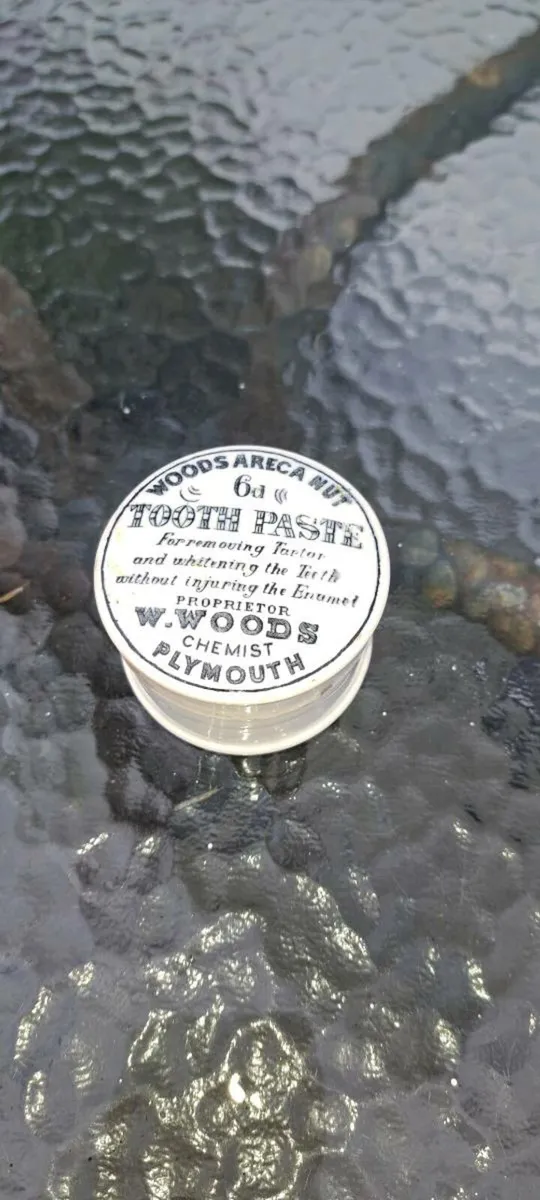 WOODS ARECA NUT
6d
TOOTH PASTE
For removing Tartar
and whitening the Teeth
without injuring the Enamel
PROPRIETOR
W. WOODS
CHEMIST
PLYMOUTH